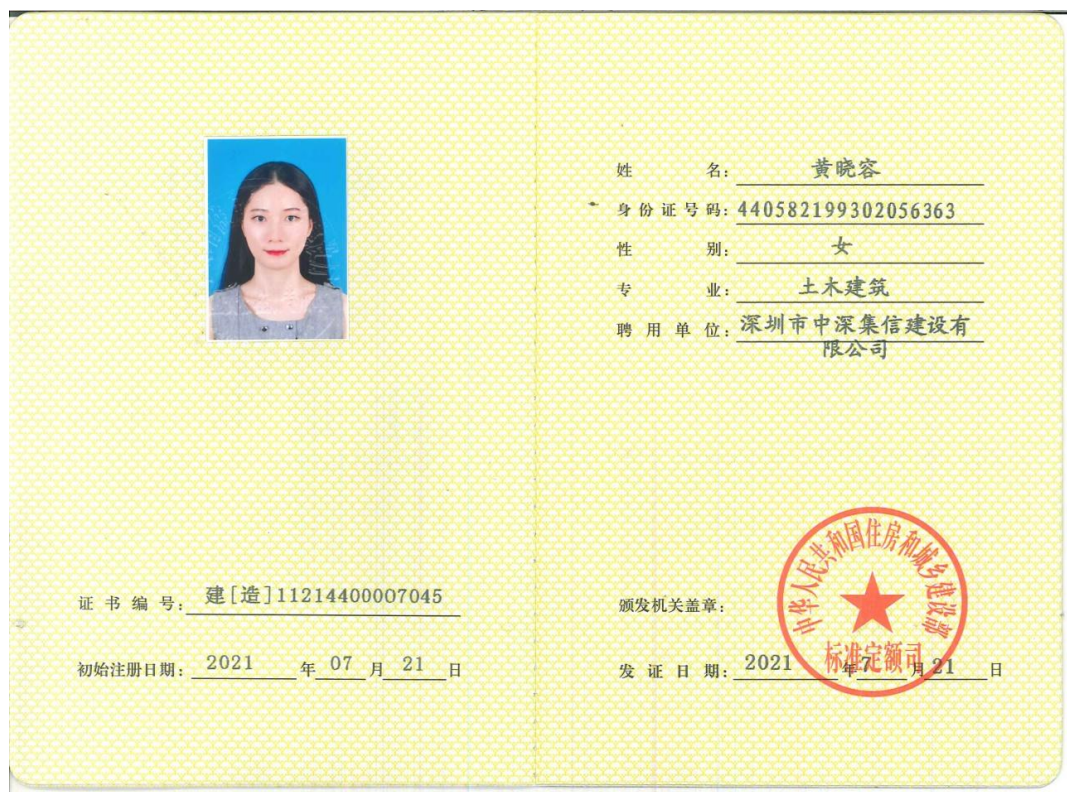 姓名：黄晓容
身份证号码：440582199302056363
性别：女
专业：土木建筑
聘用单位：深圳市中深集信建设有
限公司
证书编号：建[造]11214400007045
初始注册日期：2021年07月21日
颁发机关盖章：
中华人民共和国住房和城乡建设部
标准定额司
发证日期：2021年7月21日